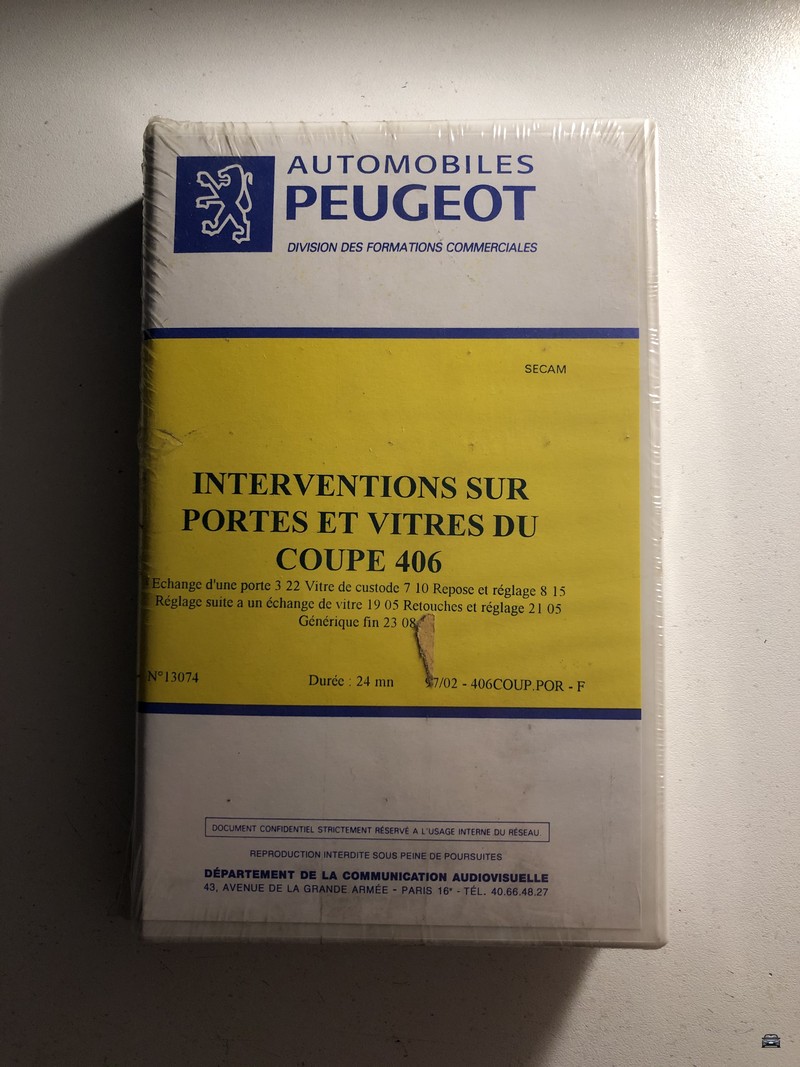 AUTOMOBILES
PEUGEOT
DIVISION DES FORMATIONS COMMERCIALES
SECAM
INTERVENTIONS SUR
PORTES ET VITRES DU
COUPE 406
Echange d'une porte 3 22 Vitre de custode 7 10 Repose et réglage 8 15
Réglage suite a un échange de vitre 19 05 Retouches et réglage 21 05
Générique fin 23 08
N°13074 Durée : 24 mn 97/02 - 406COUP.POR - F
DOCUMENT CONFIDENTIEL STRICTEMENT RÉSERVÉ A L'USAGE INTERNE DU RÉSEAU.
REPRODUCTION INTERDITE SOUS PEINE DE POURSUITES
DÉPARTEMENT DE LA COMMUNICATION AUDIOVISUELLE
43, AVENUE DE LA GRANDE ARMÉE - PARIS 16e - TÉL. 40.66.48.27